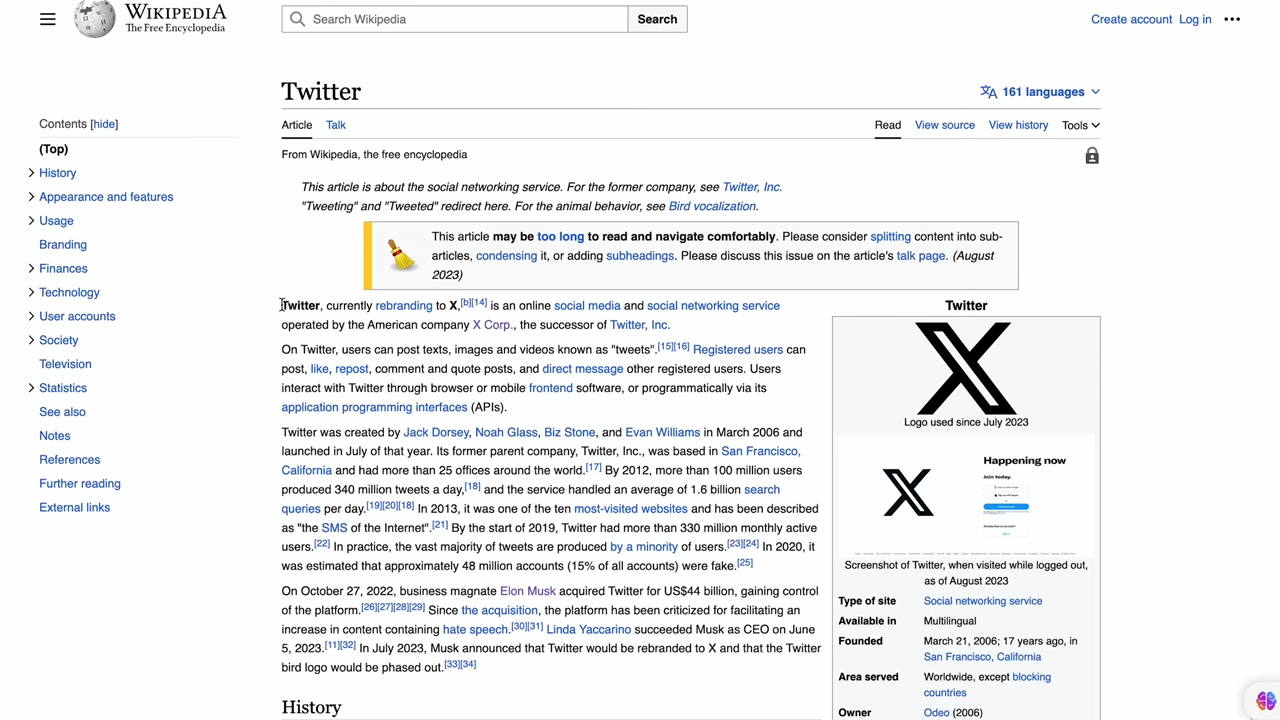 WIKIPEDIA
The Free Encyclopedia
Search Wikipedia
Search
Create account Log in
Twitter
161 languages
Contents [hide]
(Top)
History
Appearance and features
Usage
Branding
Finances
Technology
User accounts
Society
Television
Statistics
See also
Notes
References
Further reading
External links
Article Talk
Read View source View history Tools
From Wikipedia, the free encyclopedia
This article is about the social networking service. For the former company, see Twitter, Inc.
"Tweeting" and "Tweeted" redirect here. For the animal behavior, see Bird vocalization.
This article may be too long to read and navigate comfortably. Please consider splitting content into sub-
articles, condensing it, or adding subheadings. Please discuss this issue on the article's talk page. (August
2023)
Twitter, currently rebranding to X,[b][14] is an online social media and social networking service
operated by the American company X Corp., the successor of Twitter, Inc.
On Twitter, users can post texts, images and videos known as "tweets".[15][16] Registered users can
post, like, repost, comment and quote posts, and direct message other registered users. Users
interact with Twitter through browser or mobile frontend software, or programmatically via its
application programming interfaces (APIs).
Twitter was created by Jack Dorsey, Noah Glass, Biz Stone, and Evan Williams in March 2006 and
launched in July of that year. Its former parent company, Twitter, Inc., was based in San Francisco,
California and had more than 25 offices around the world.[17] By 2012, more than 100 million users
produced 340 million tweets a day,[18] and the service handled an average of 1.6 billion search
queries per day.[19][20][18] In 2013, it was one of the ten most-visited websites and has been described
as "the SMS of the Internet".[21] By the start of 2019, Twitter had more than 330 million monthly active
users.[22] In practice, the vast majority of tweets are produced by a minority of users.[23][24] In 2020, it
was estimated that approximately 48 million accounts (15% of all accounts) were fake.[25]
On October 27, 2022, business magnate Elon Musk acquired Twitter for US$44 billion, gaining control
of the platform.[26][27][28][29] Since the acquisition, the platform has been criticized for facilitating an
increase in content containing hate speech.[30][31] Linda Yaccarino succeeded Musk as CEO on June
5, 2023.[11][32] In July 2023, Musk announced that Twitter would be rebranded to X and that the Twitter
bird logo would be phased out.[33][34]
History
Twitter
X
Logo used since July 2023
X
Happening now
Join today.
Screenshot of Twitter, when visited while logged out,
as of August 2023
Type of site Social networking service
Available in Multilingual
Founded March 21, 2006; 17 years ago, in
San Francisco, California
Area served Worldwide, except blocking
countries
Owner Odeo (2006)